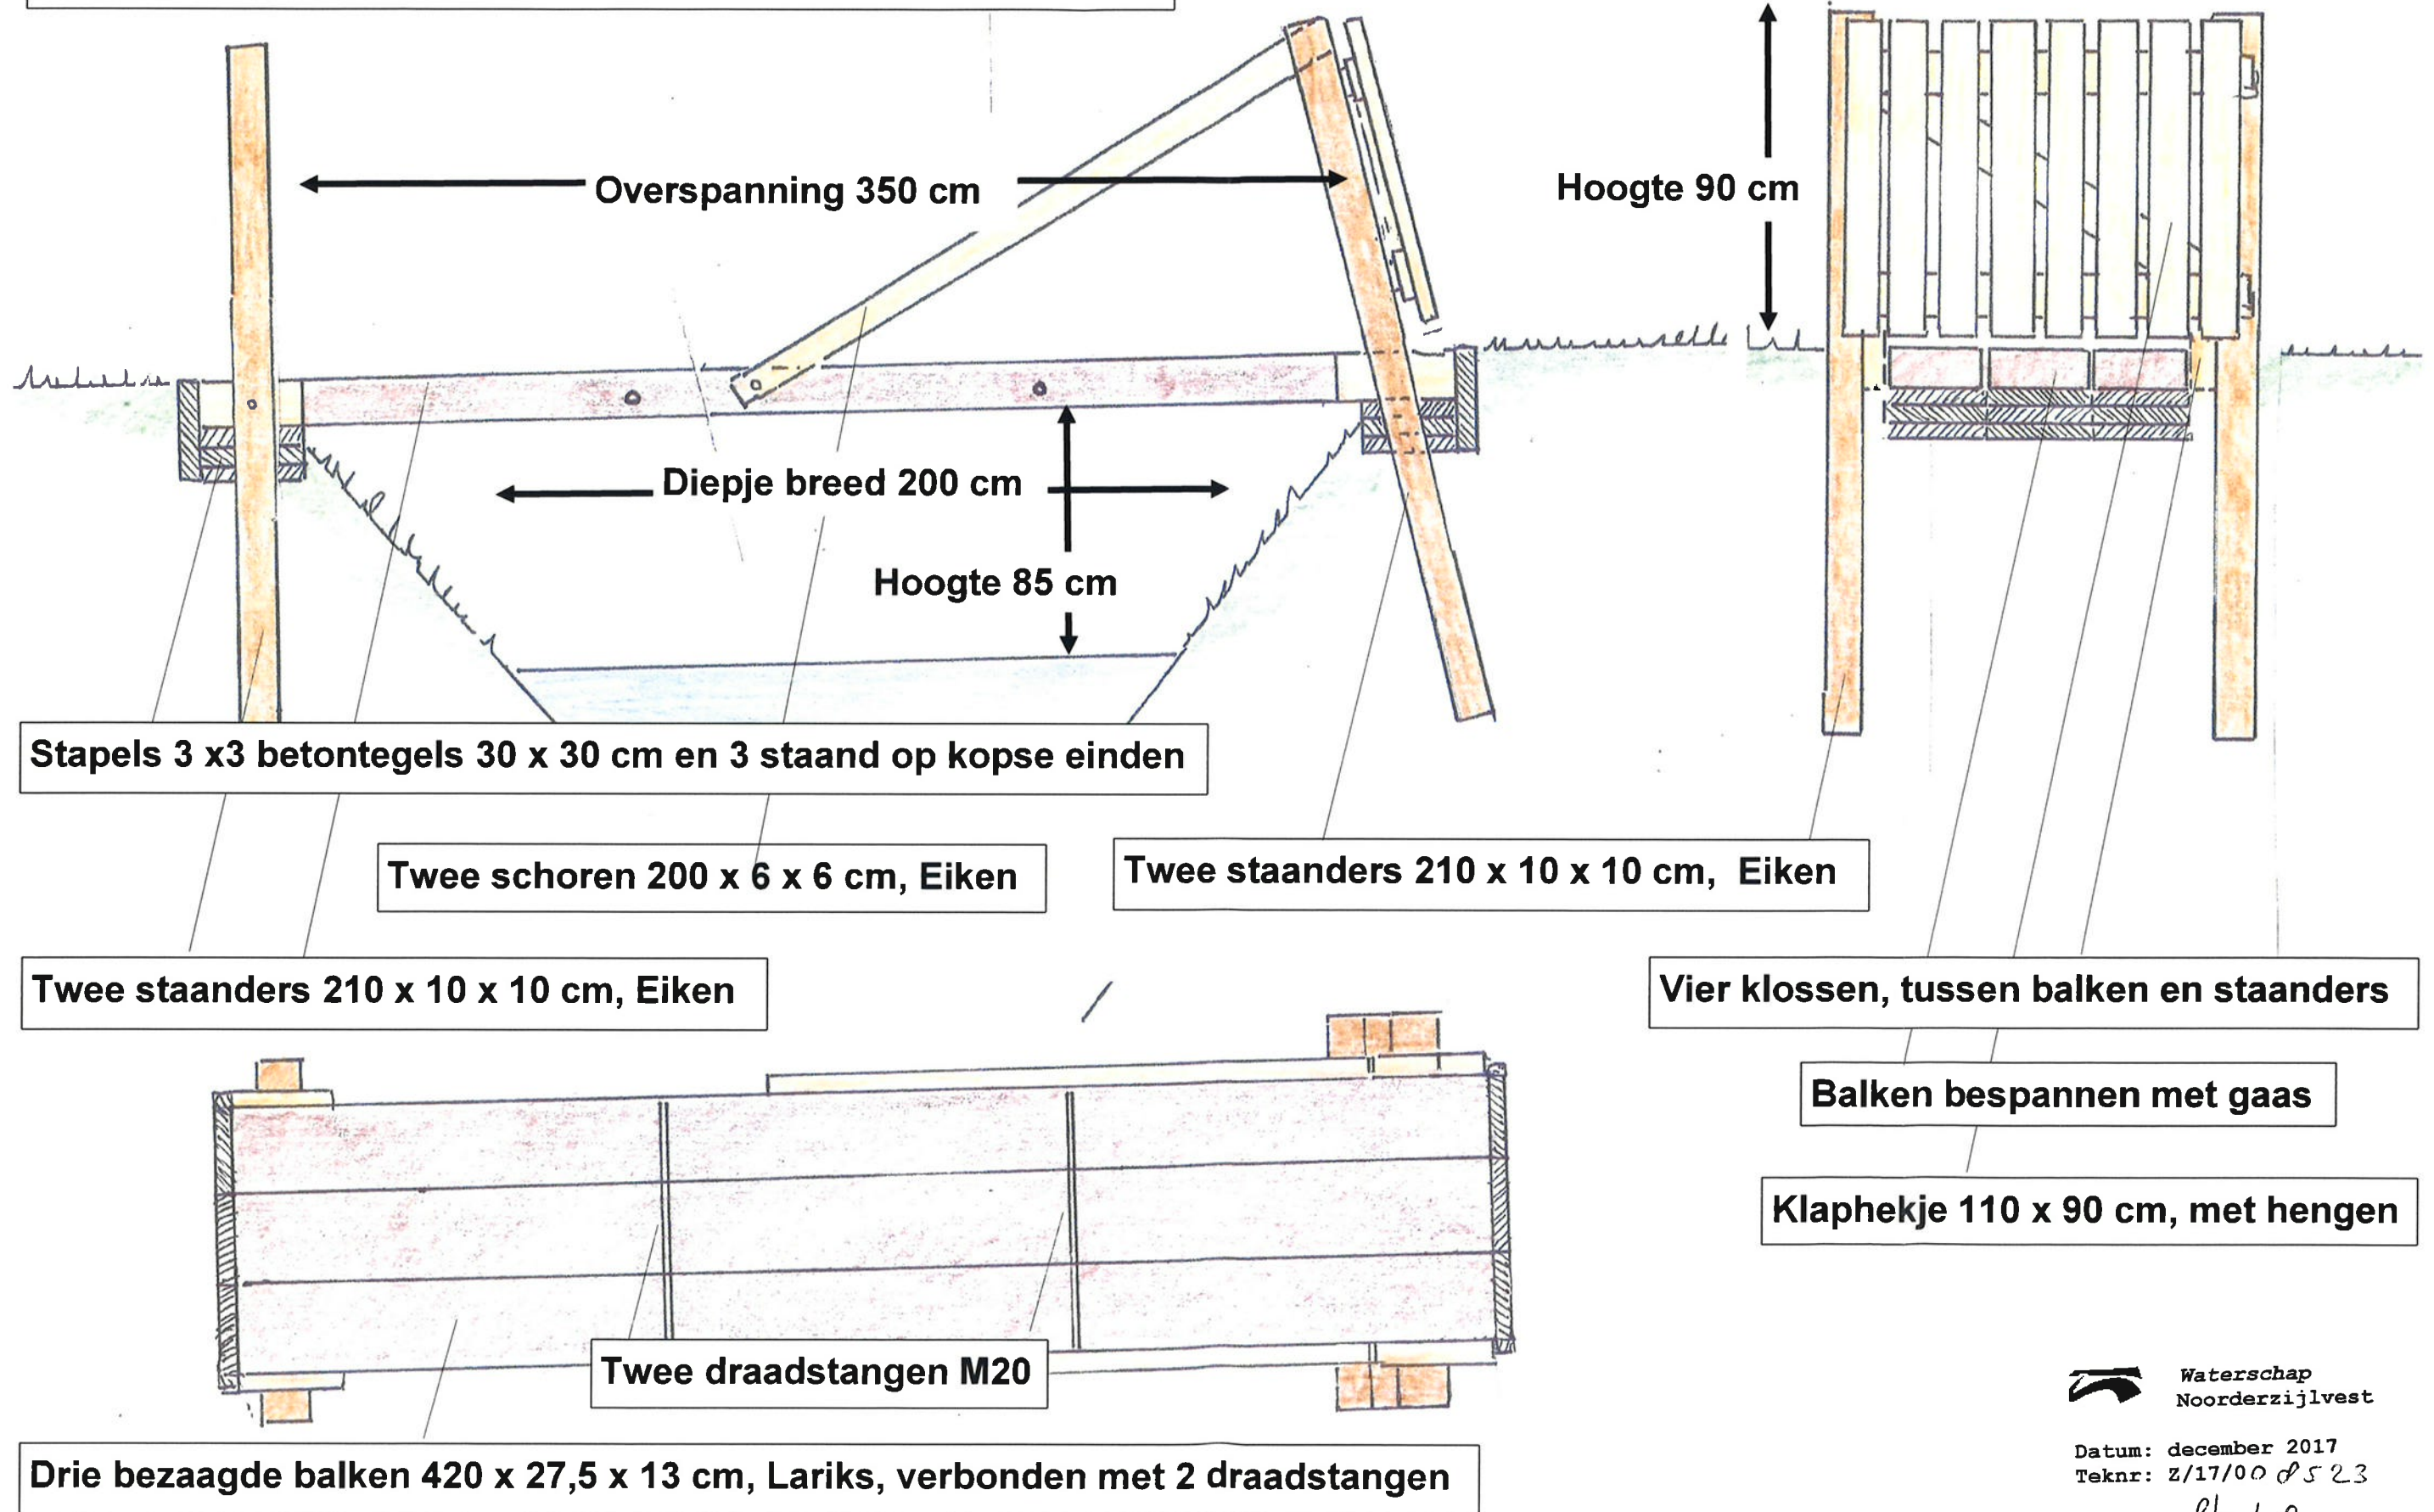 Overspanning 350 cm
Hoogte 90 cm
Diepje breed 200 cm
Hoogte 85 cm
Stapels 3 x3 betontegels 30 x 30 cm en 3 staand op kopse einden
Twee schoren 200 x 6 x 6 cm, Eiken
Twee staanders 210 x 10 x 10 cm, Eiken
Twee staanders 210 x 10 x 10 cm, Eiken
Vier klossen, tussen balken en staanders
Balken bespannen met gaas
Klaphekje 110 x 90 cm, met hengen
Twee draadstangen M20
Drie bezaagde balken 420 x 27,5 x 13 cm, Lariks, verbonden met 2 draadstangen
Waterschap
Noorderzijlvest
Datum: december 2017
Teknr: Z/17/008523